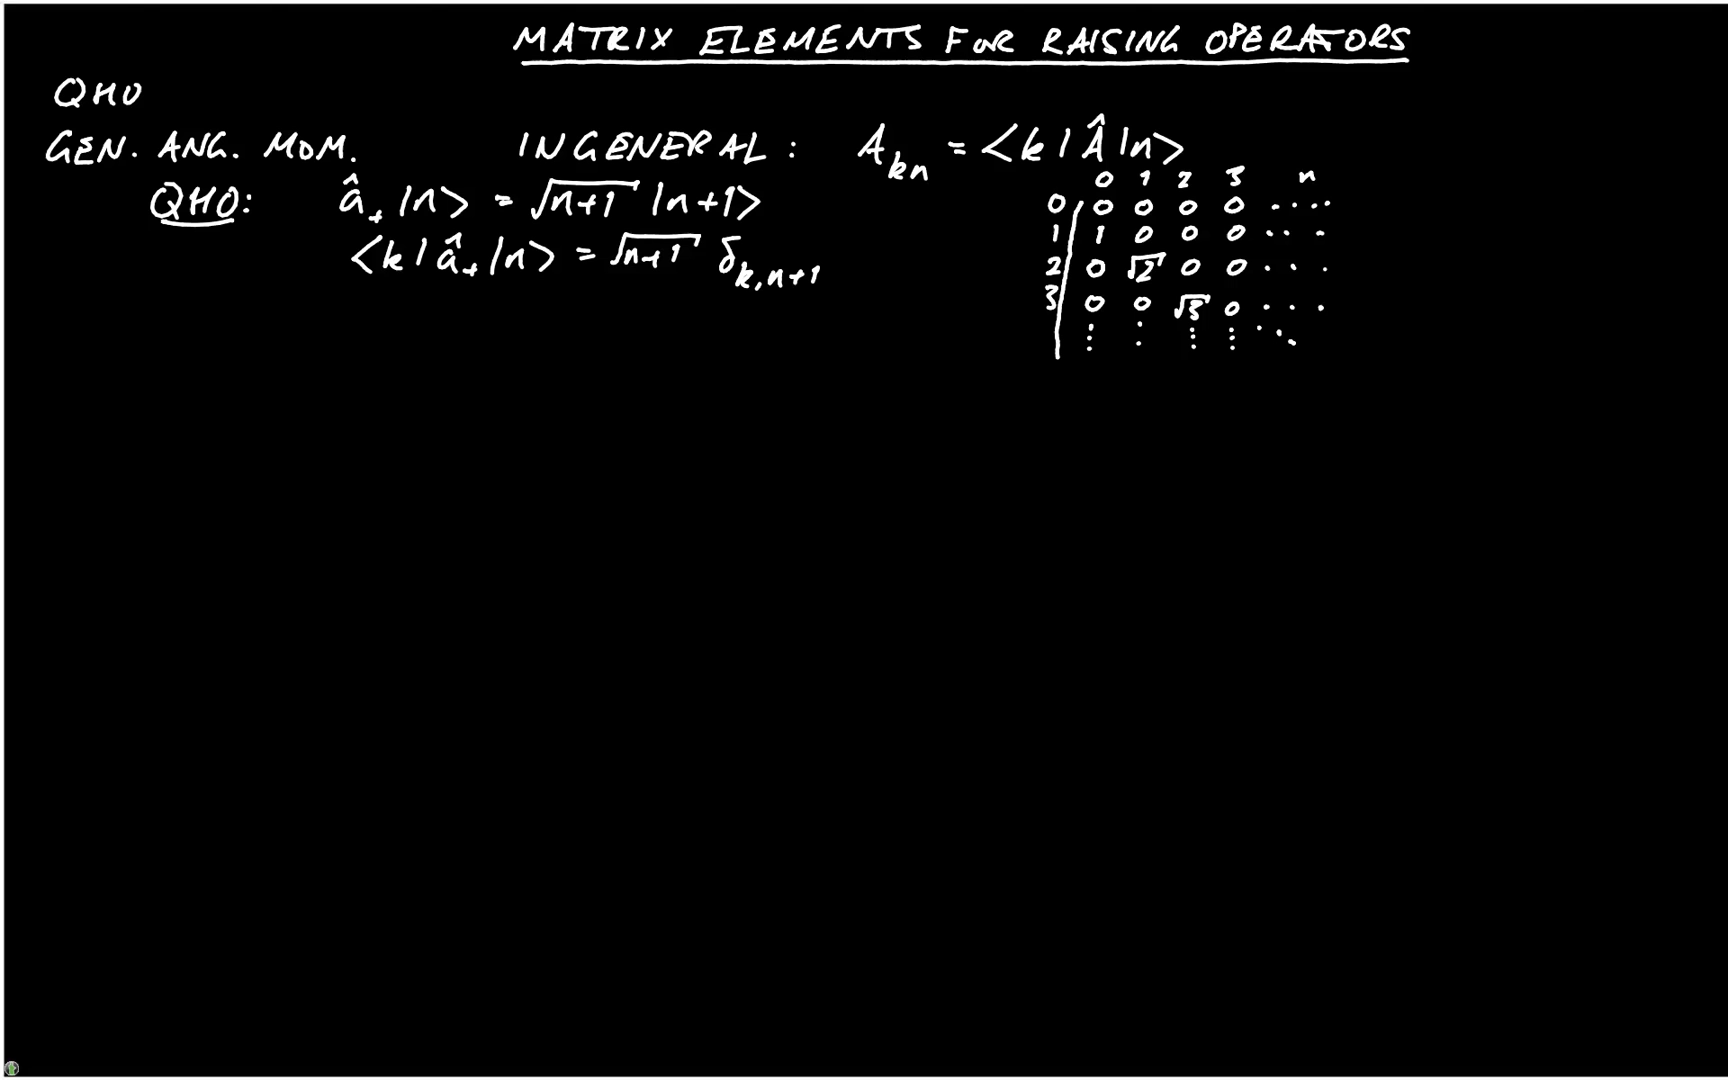 MATRIX ELEMENTS FOR RAISING OPERATORS
QHO
GEN. ANG. MOM. IN GENERAL: A_kn = <k|Â|n>
0 1 2 3 n
QHO: â₊|n> = √(n+1) |n+1>
<k|â₊|n> = √(n+1) δ_k,n+1
0 0 0 0 0 ....
1 1 0 0 0 ...
2 0 √2 0 0 ...
3 0 0 √3 0 ...
⋮ ⋮ ⋮ ⋮ ⋱